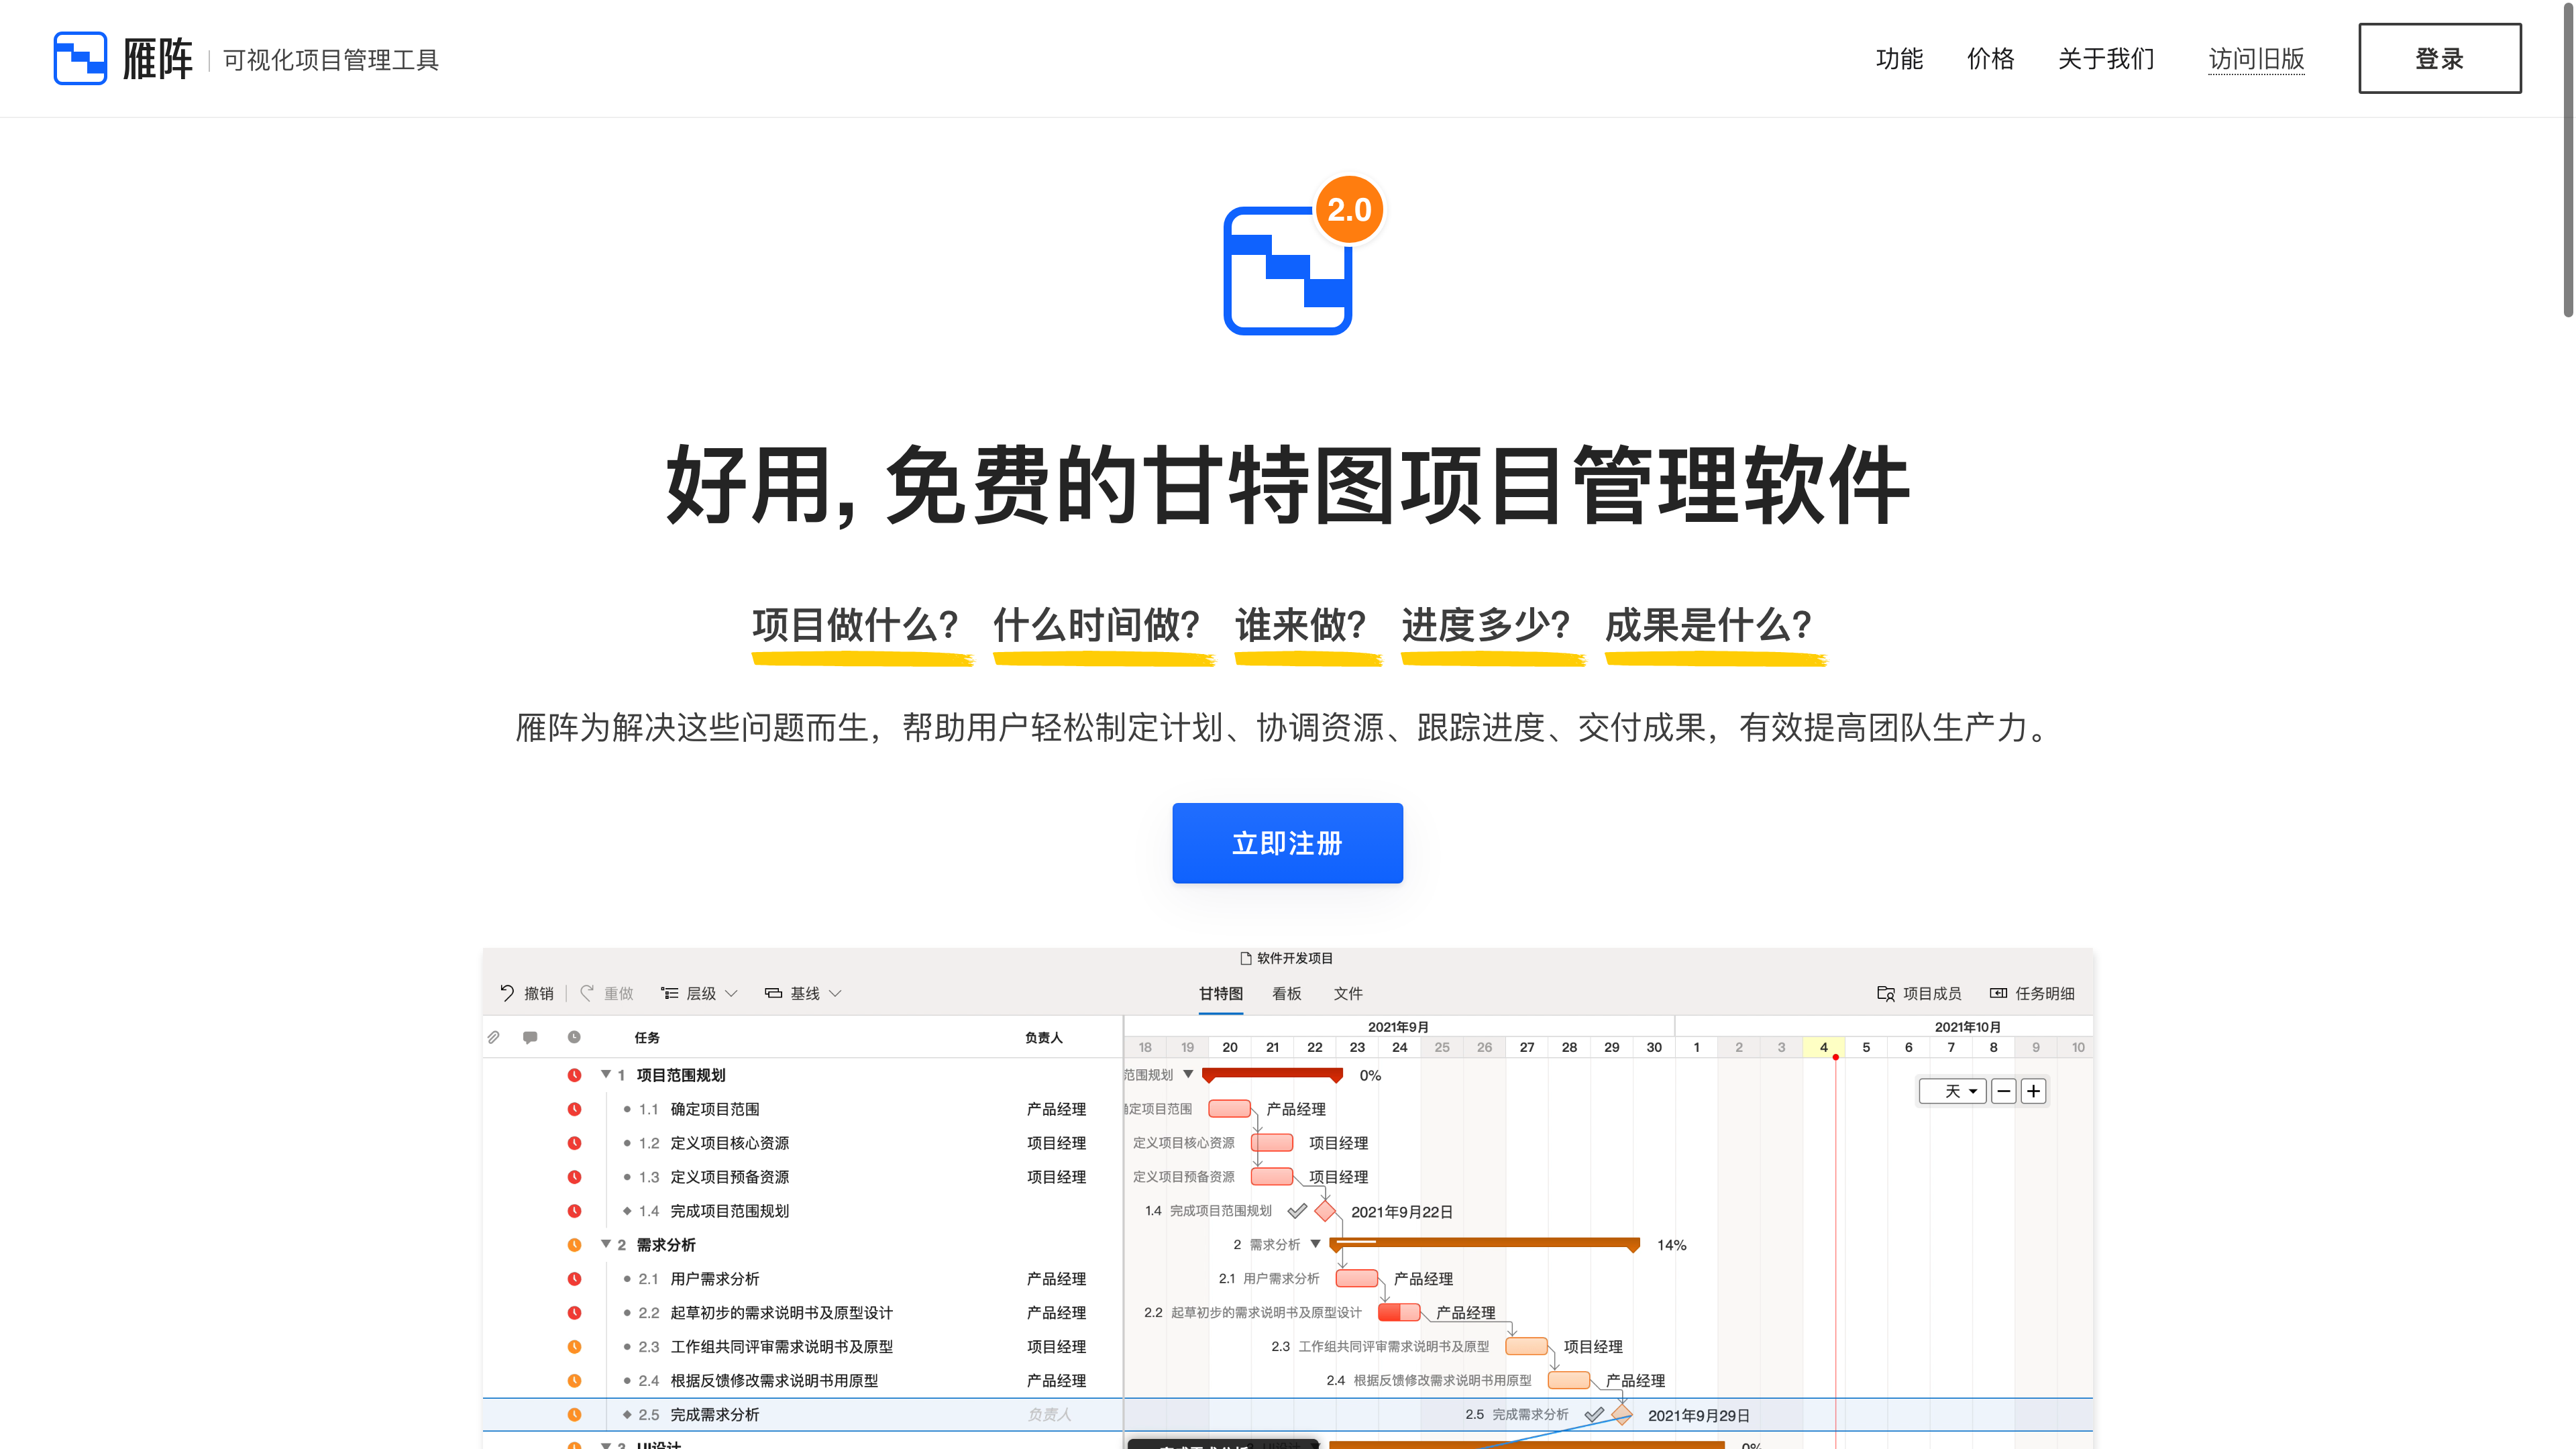 雁阵 可视化项目管理工具 功能 价格 关于我们 访问旧版 登录
2.0
好用, 免费的甘特图项目管理软件
项目做什么? 什么时间做? 谁来做? 进度多少? 成果是什么?
雁阵为解决这些问题而生，帮助用户轻松制定计划、协调资源、跟踪进度、交付成果，有效提高团队生产力。
立即注册
软件开发项目
撤销 重做 层级 基线 甘特图 看板 文件 项目成员 任务明细
任务 负责人 2021年9月 2021年10月
18 19 20 21 22 23 24 25 26 27 28 29 30 1 2 3 4 5 6 7 8 9 10
1 项目范围规划 范围规划 0%
天
1.1 确定项目范围 产品经理 确定项目范围 产品经理
1.2 定义项目核心资源 项目经理 定义项目核心资源 项目经理
1.3 定义项目预备资源 项目经理 定义项目预备资源 项目经理
1.4 完成项目范围规划 1.4 完成项目范围规划 2021年9月22日
2 需求分析 2 需求分析 14%
2.1 用户需求分析 产品经理 2.1 用户需求分析 产品经理
2.2 起草初步的需求说明书及原型设计 产品经理 2.2 起草初步的需求说明书及原型设计 产品经理
2.3 工作组共同评审需求说明书及原型 项目经理 2.3 工作组共同评审需求说明书及原型 项目经理
2.4 根据反馈修改需求说明书用原型 产品经理 2.4 根据反馈修改需求说明书用原型 产品经理
2.5 完成需求分析 负责人 2.5 完成需求分析 2021年9月29日
3 UI设计 0%